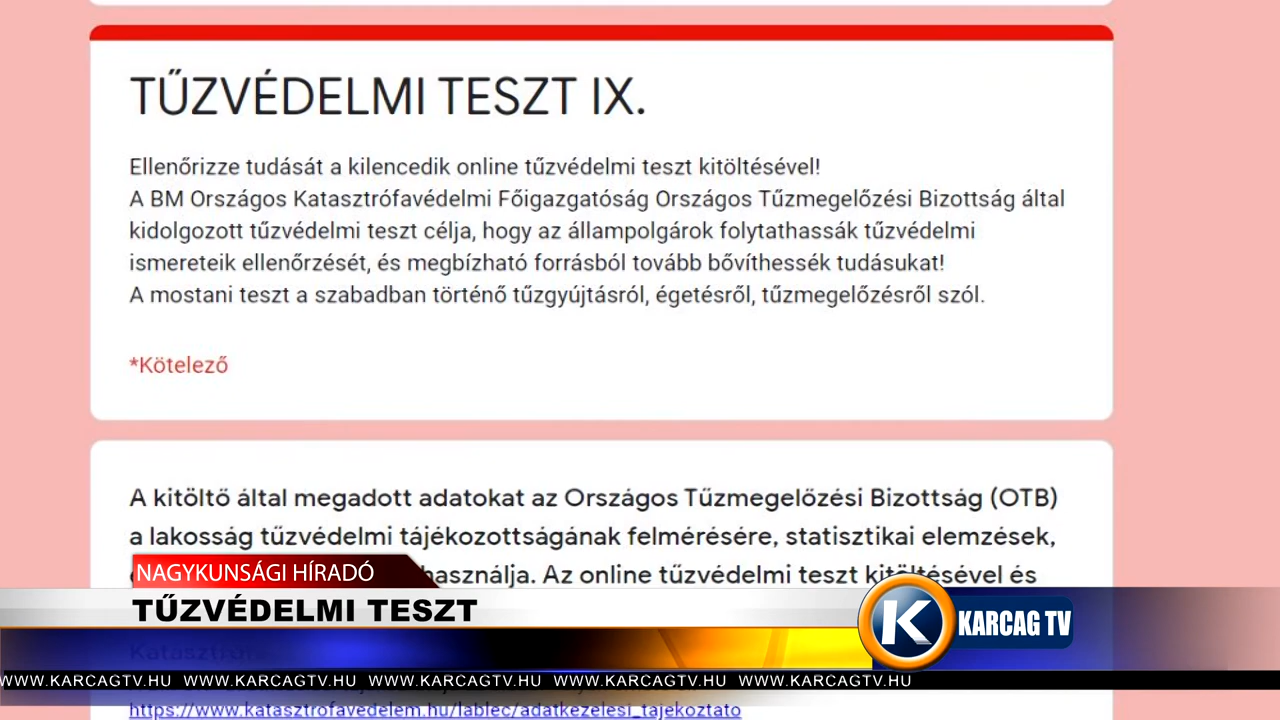 TŰZVÉDELMI TESZT IX.
Ellenőrizze tudását a kilencedik online tűzvédelmi teszt kitöltésével!
A BM Országos Katasztrófavédelmi Főigazgatóság Országos Tűzmegelőzési Bizottság által
kidolgozott tűzvédelmi teszt célja, hogy az állampolgárok folytathassák tűzvédelmi
ismereteik ellenőrzését, és megbízható forrásból tovább bővíthessék tudásukat!
A mostani teszt a szabadban történő tűzgyújtásról, égetésről, tűzmegelőzésről szól.
*Kötelező
A kitöltő által megadott adatokat az Országos Tűzmegelőzési Bizottság (OTB)
a lakosság tűzvédelmi tájékozottságának felmérésére, statisztikai elemzések,
használja. Az online tűzvédelmi teszt kitöltésével és
NAGYKUNSÁGI HÍRADÓ
TŰZVÉDELMI TESZT
K KARCAG TV
WWW.KARCAGTV.HU WWW.KARCAGTV.HU WWW.KARCAGTV.HU WWW.KARCAGTV.HU WWW.KARCAGTV.HU
https://www.katasztrofavedelem.hu/lablec/adatkezelesi_tajekoztato